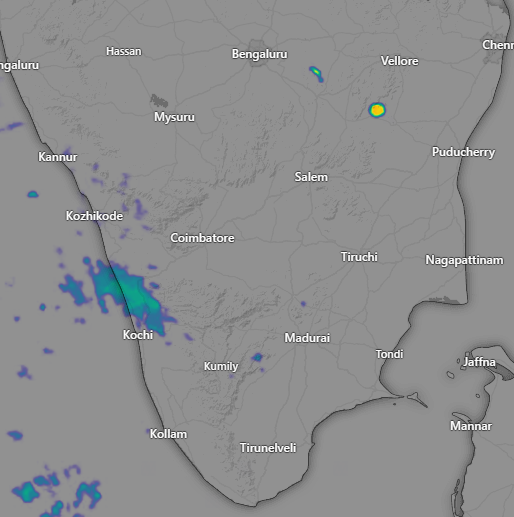 Hassan
Bengaluru
Chenn
ngaluru
Vellore
Mysuru
Kannur
Puducherry
Salem
Kozhikode
Coimbatore
Tiruchi
Nagapattinam
Kochi
Madurai
Tondi
Kumily
Jaffna
Kollam
Mannar
Tirunelveli